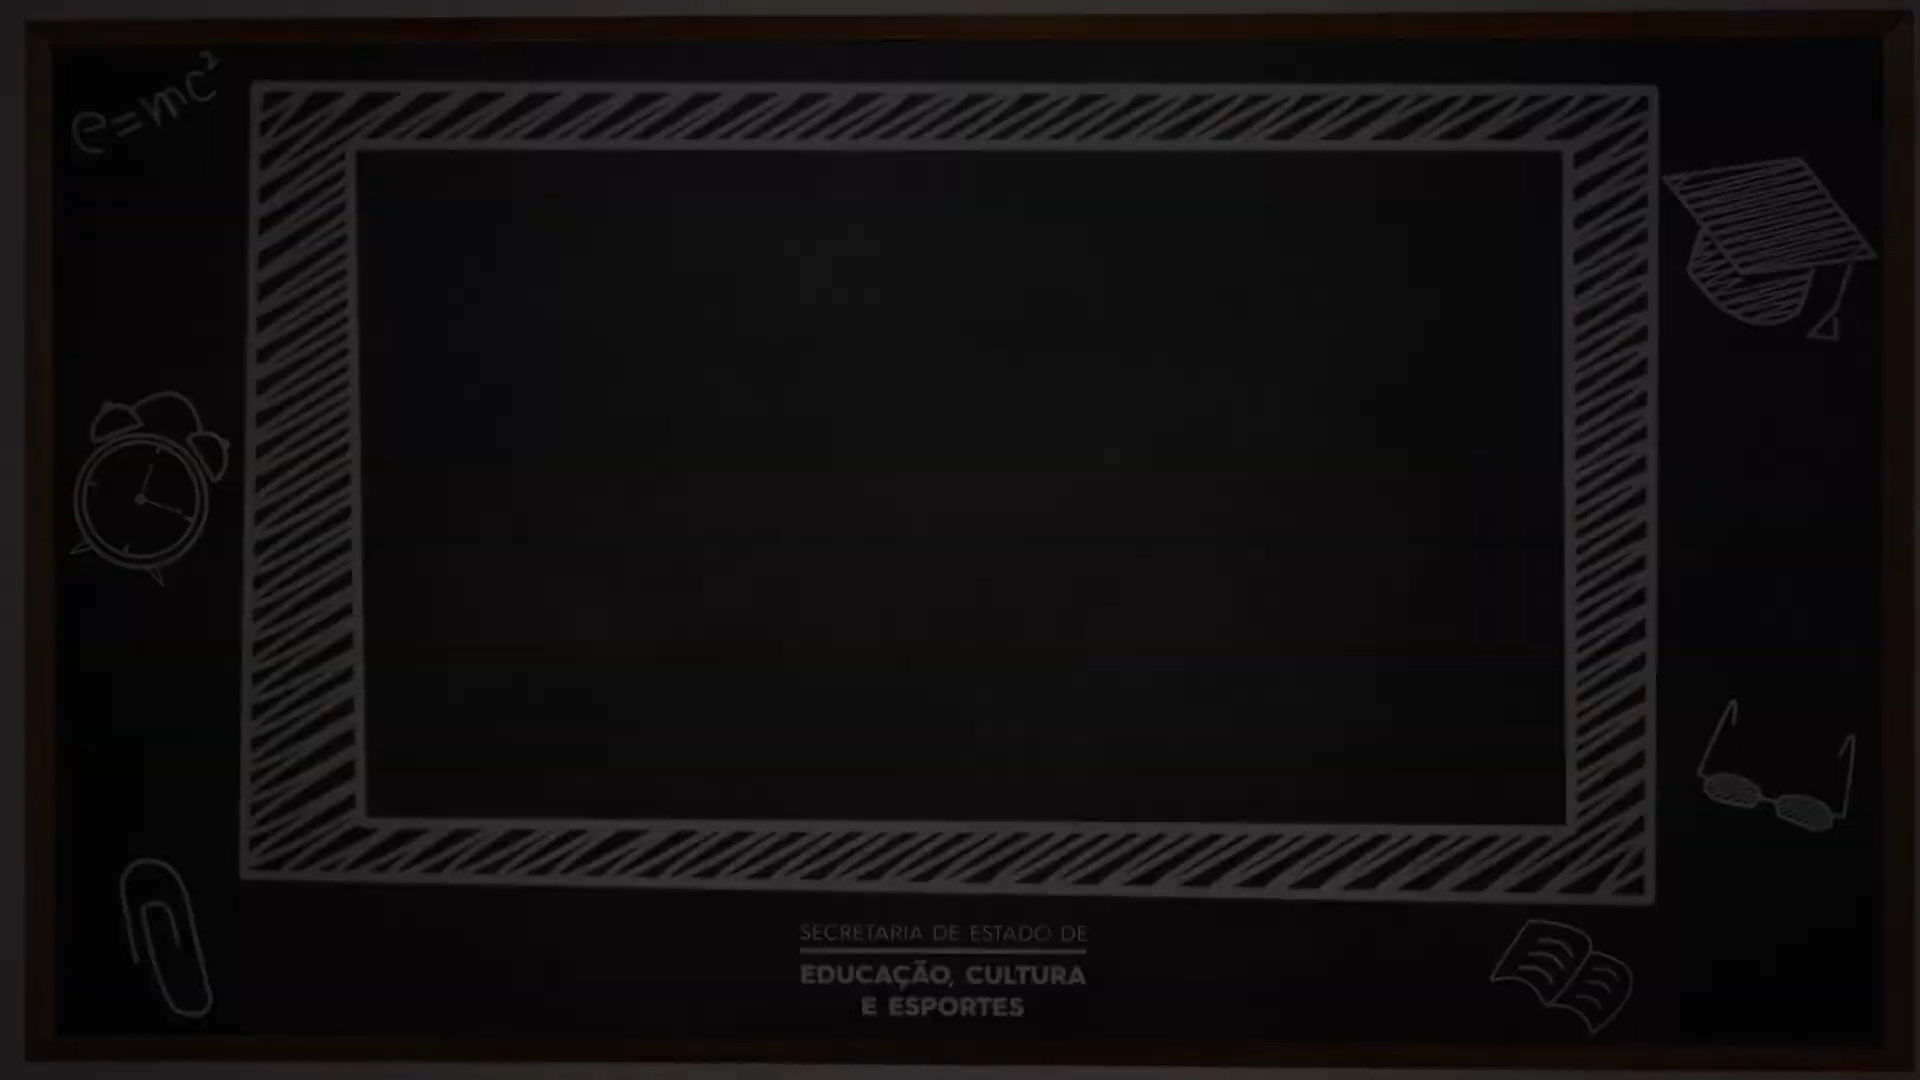 e=mc²
SECRETARIA DE ESTADO DE
EDUCAÇÃO, CULTURA
E ESPORTES